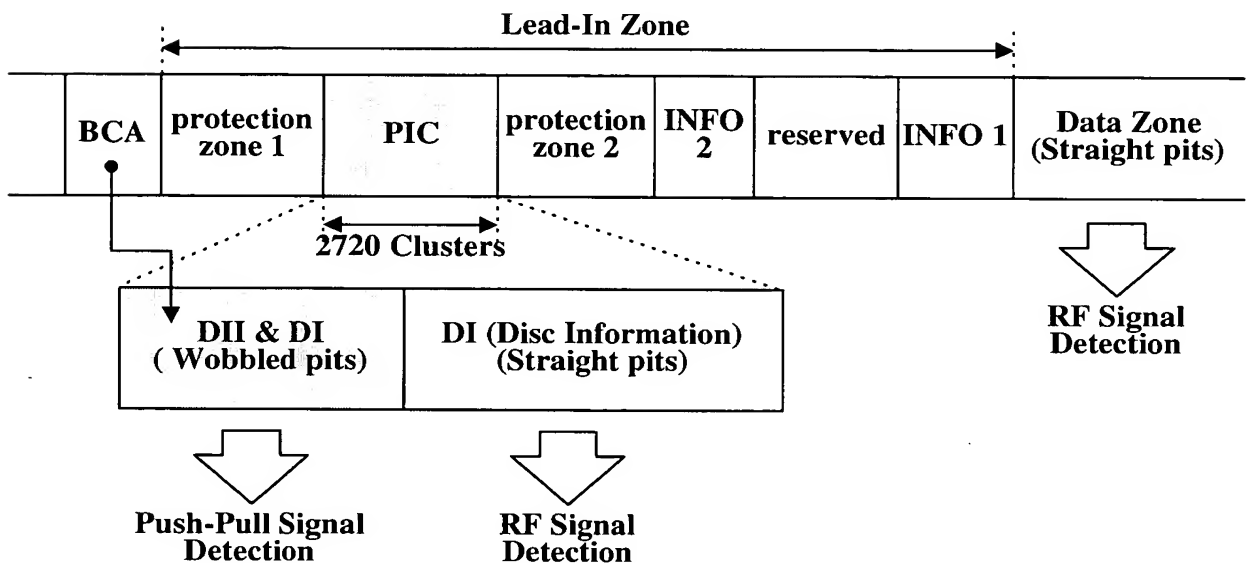 Lead-In Zone
BCA
protection
zone 1
PIC
protection
zone 2
INFO
2
reserved
INFO 1
Data Zone
(Straight pits)
2720 Clusters
DII & DI
( Wobbled pits)
DI (Disc Information)
(Straight pits)
RF Signal
Detection
Push-Pull Signal
Detection
RF Signal
Detection